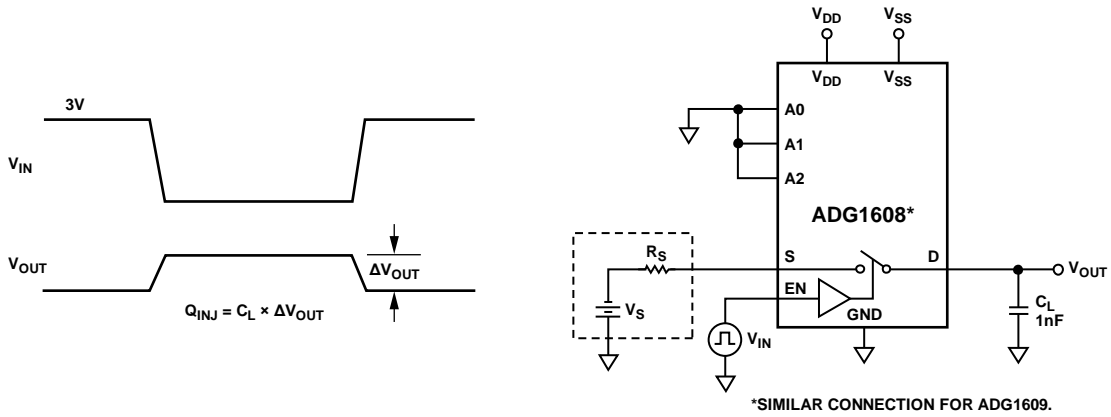 3V
V_IN
V_OUT
ΔV_OUT
Q_INJ = C_L × ΔV_OUT
V_DD V_SS
V_DD V_SS
A0
A1
A2
ADG1608*
R_S
S D
V_OUT
EN
GND
V_S
V_IN
C_L
1nF
*SIMILAR CONNECTION FOR ADG1609.